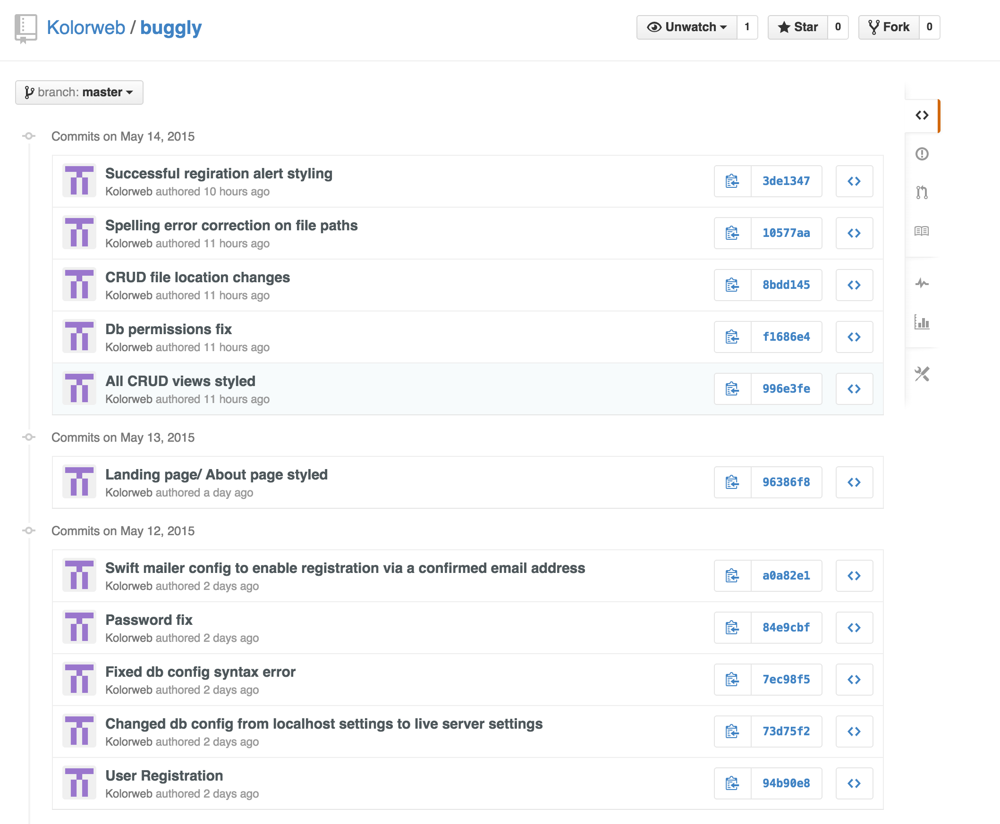 Kolorweb / buggly
Unwatch 1 Star 0 Fork 0
branch: master
Commits on May 14, 2015
Successful regiration alert styling
Kolorweb authored 10 hours ago
3de1347
Spelling error correction on file paths
Kolorweb authored 11 hours ago
10577aa
CRUD file location changes
Kolorweb authored 11 hours ago
8bdd145
Db permissions fix
Kolorweb authored 11 hours ago
f1686e4
All CRUD views styled
Kolorweb authored 11 hours ago
996e3fe
Commits on May 13, 2015
Landing page/ About page styled
Kolorweb authored a day ago
96386f8
Commits on May 12, 2015
Swift mailer config to enable registration via a confirmed email address
Kolorweb authored 2 days ago
a0a82e1
Password fix
Kolorweb authored 2 days ago
84e9cbf
Fixed db config syntax error
Kolorweb authored 2 days ago
7ec98f5
Changed db config from localhost settings to live server settings
Kolorweb authored 2 days ago
73d75f2
User Registration
Kolorweb authored 2 days ago
94b90e8